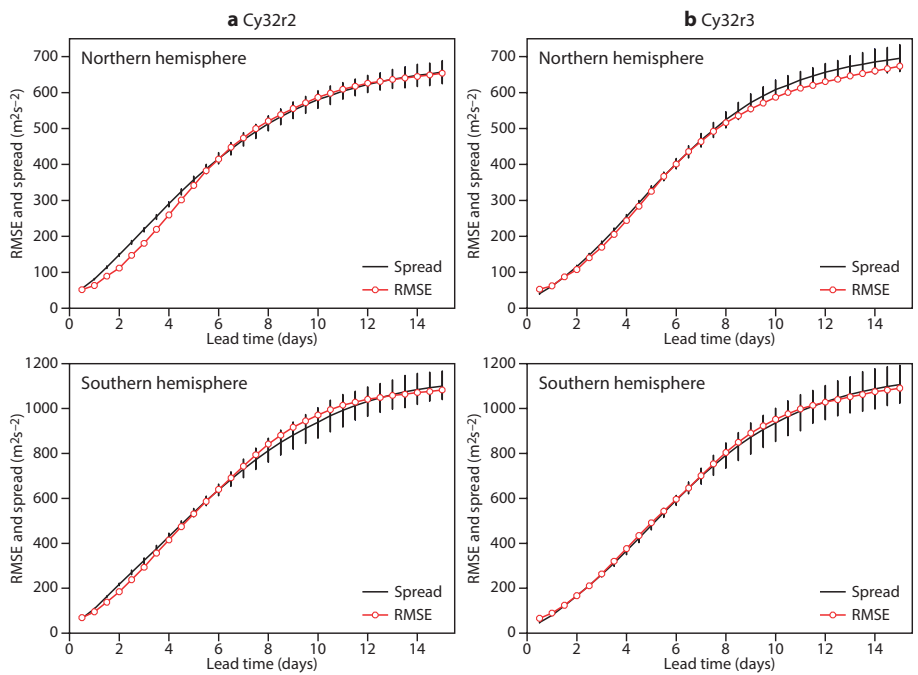 a Cy32r2
Northern hemisphere
RMSE and spread (m²s⁻²)
700
600
500
400
300
200
100
0
Spread
RMSE
0 2 4 6 8 10 12 14
Lead time (days)
b Cy32r3
Northern hemisphere
RMSE and spread (m²s⁻²)
700
600
500
400
300
200
100
0
Spread
RMSE
0 2 4 6 8 10 12 14
Lead time (days)
Southern hemisphere
RMSE and spread (m²s⁻²)
1200
1000
800
600
400
200
0
Spread
RMSE
0 2 4 6 8 10 12 14
Lead time (days)
Southern hemisphere
RMSE and spread (m²s⁻²)
1200
1000
800
600
400
200
0
Spread
RMSE
0 2 4 6 8 10 12 14
Lead time (days)